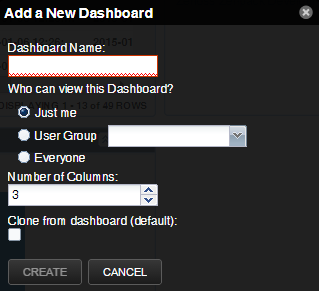 Add a New Dashboard
Dashboard Name:
Who can view this Dashboard?
Just me
User Group
Everyone
Number of Columns:
3
Clone from dashboard (default):
CREATE
CANCEL